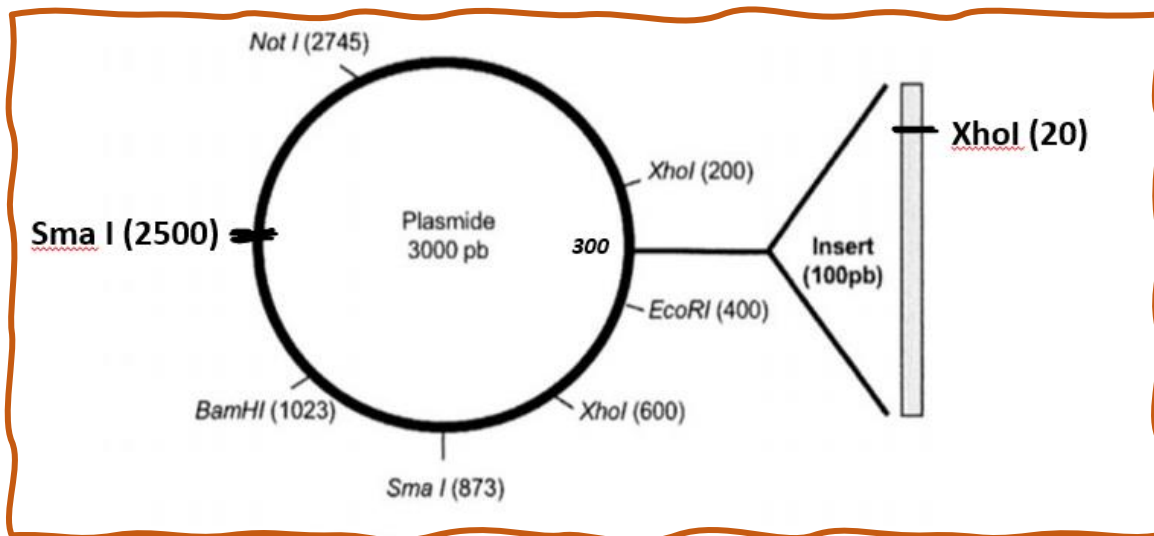 Not I (2745)
XhoI (20)
XhoI (200)
Sma I (2500)
Plasmide
3000 pb
300
Insert
(100pb)
EcoRI (400)
BamHI (1023)
XhoI (600)
Sma I (873)